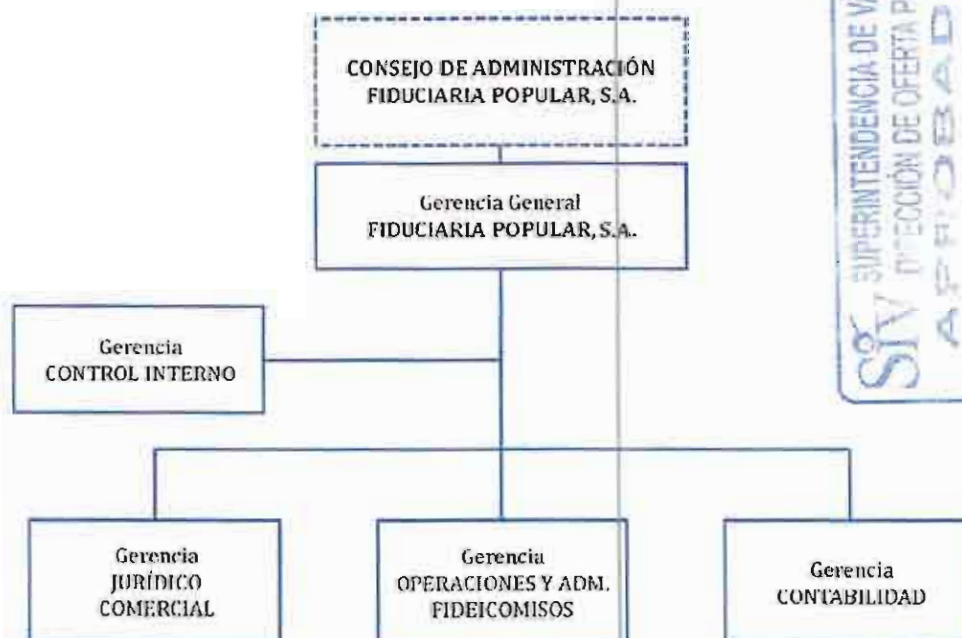 CONSEJO DE ADMINISTRACIÓN
FIDUCIARIA POPULAR, S.A.
Gerencia General
FIDUCIARIA POPULAR, S.A.
Gerencia
CONTROL INTERNO
Gerencia
JURÍDICO
COMERCIAL
Gerencia
OPERACIONES Y ADM.
FIDEICOMISOS
Gerencia
CONTABILIDAD
SIV
SUPERINTENDENCIA DE
DE OFERTA